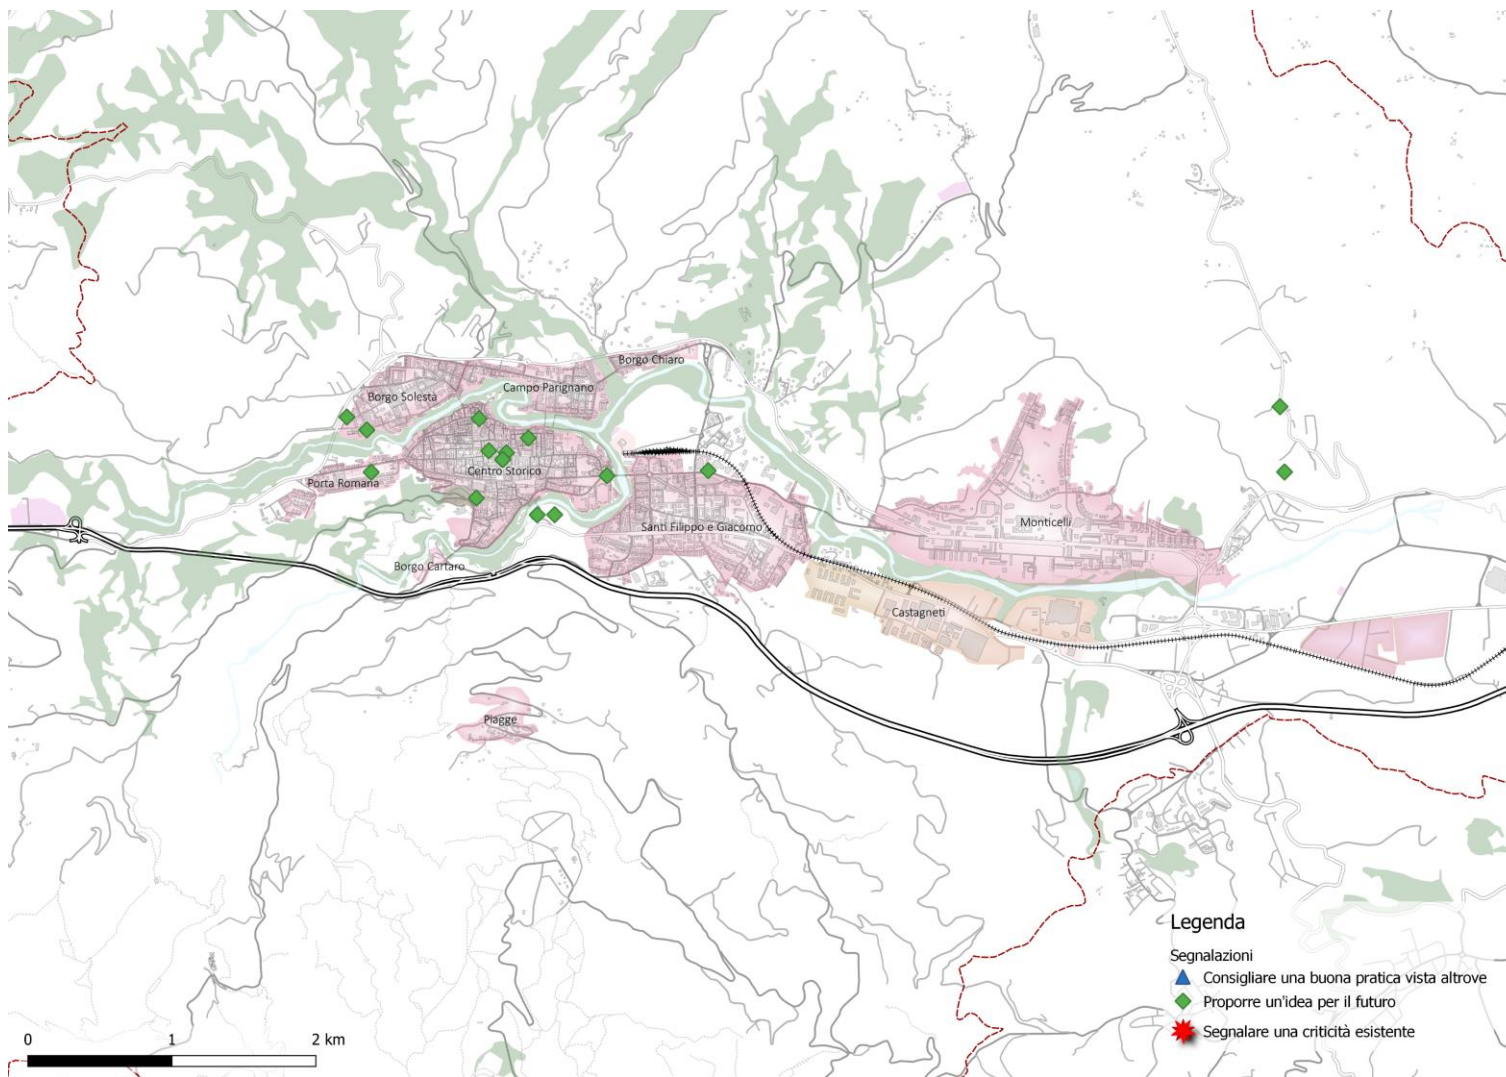 Borgo Chiaro
Campo Parignano
Borgo Solestà
Centro Storico
Porta Romana
Santi Filippo e Giacomo
Monticelli
Borgo Cartaro
Castagneti
Piagge
Legenda
Segnalazioni
Consigliare una buona pratica vista altrove
Proporre un'idea per il futuro
Segnalare una criticità esistente
0 1 2 km